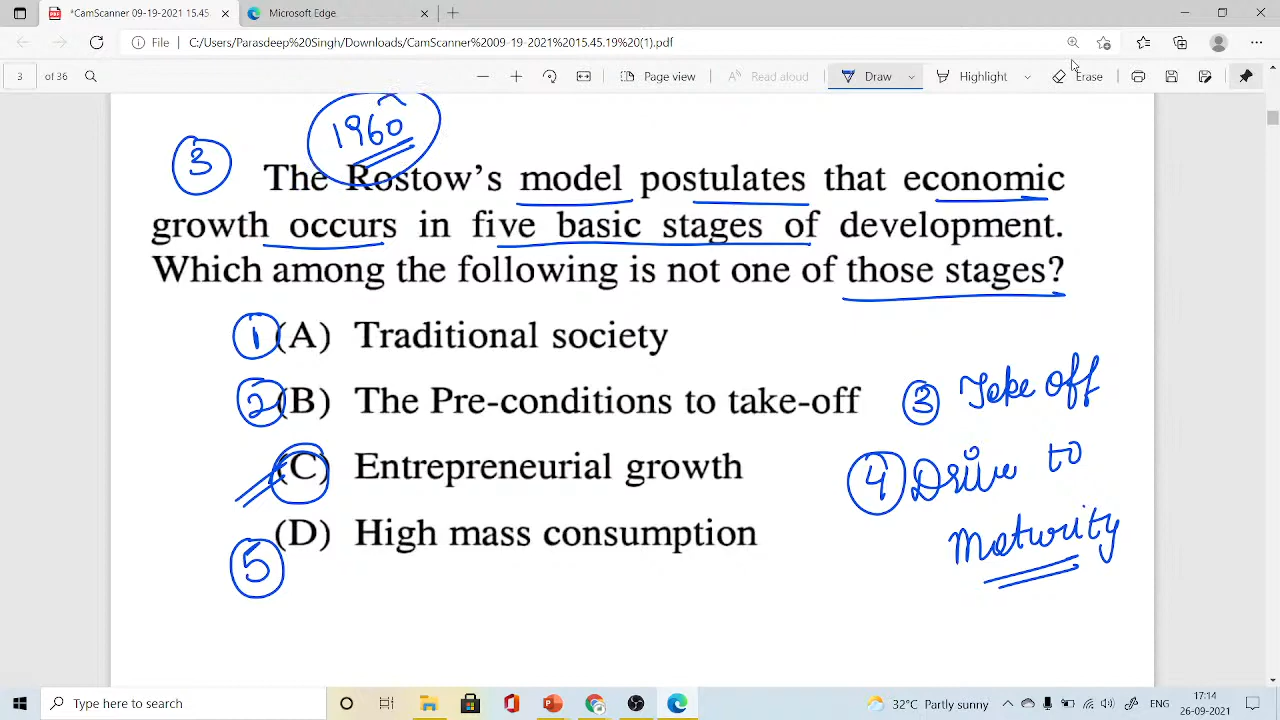 *CamScanner 09-19-2021 15.45
Microsoft Edge
File C:/Users/Parasdeep%20Singh/Downloads/CamScanner%2009-19-2021%2015.45.19%20(1).pdf
3 of 36 Page view Read aloud Draw Highlight Erase
1960
3 The Rostow's model postulates that economic
growth occurs in five basic stages of development.
Which among the following is not one of those stages?
1 (A) Traditional society
2 (B) The Pre-conditions to take-off
3 Take off
(C) Entrepreneurial growth
4 Drive to
maturity
5 (D) High mass consumption
Type here to search
32°C Partly sunny
ENG
17:14
26-09-2021